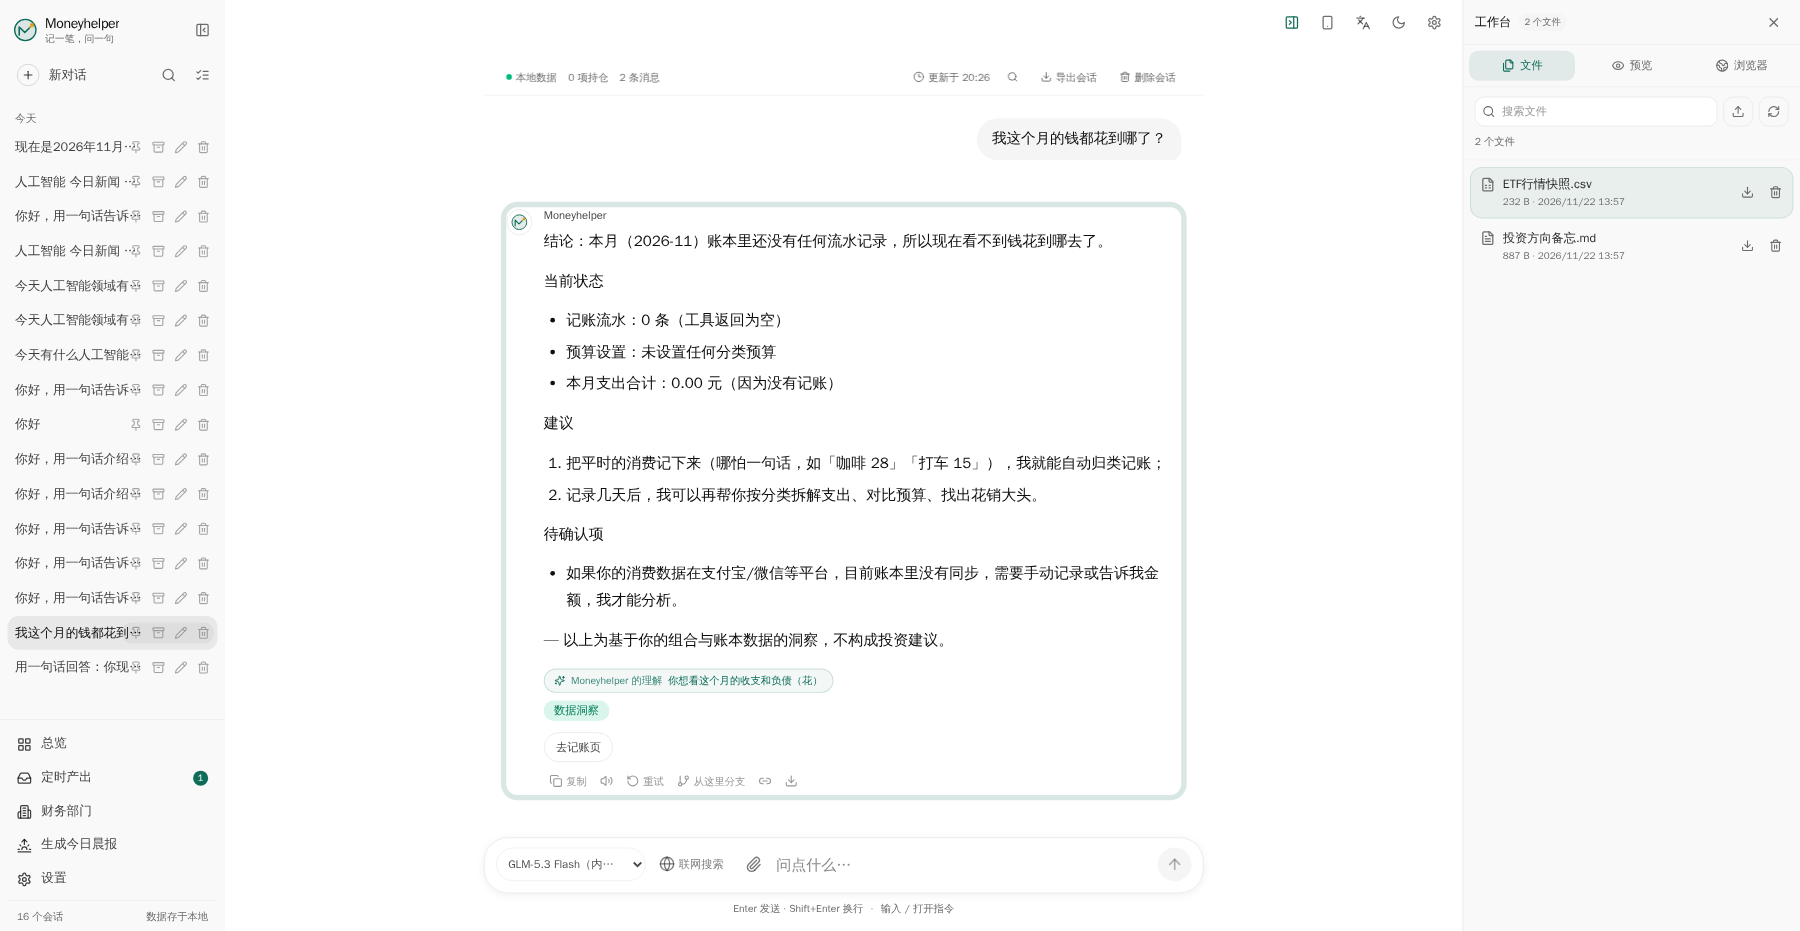 Moneyhelper
记一笔，问一句
新对话
今天
现在是2026年11月…
人工智能 今日新闻 …
你好，用一句话告诉…
人工智能 今日新闻 …
今天人工智能领域有…
今天人工智能领域有…
今天有什么人工智能…
你好，用一句话告诉…
你好
你好，用一句话介绍…
你好，用一句话介绍…
你好，用一句话告诉…
你好，用一句话告诉…
你好，用一句话告诉…
我这个月的钱都花到…
用一句话回答：你现…
总览
定时产出 1
财务部门
生成今日晨报
设置
16 个会话 数据存于本地
本地数据 0 项持仓 2 条消息 更新于 20:26 导出会话 删除会话
我这个月的钱都花到哪了？
Moneyhelper
结论：本月（2026-11）账本里还没有任何流水记录，所以现在看不到钱花到哪去了。
当前状态
• 记账流水：0 条（工具返回为空）
• 预算设置：未设置任何分类预算
• 本月支出合计：0.00 元（因为没有记账）
建议
1. 把平时的消费记下来（哪怕一句话，如「咖啡 28」「打车 15」），我就能自动归类记账；
2. 记录几天后，我可以再帮你按分类拆解支出、对比预算、找出花销大头。
待确认项
• 如果你的消费数据在支付宝/微信等平台，目前账本里没有同步，需要手动记录或告诉我金
额，我才能分析。
— 以上为基于你的组合与账本数据的洞察，不构成投资建议。
Moneyhelper 的理解 你想看这个月的收支和负债（花）
数据洞察
去记账页
复制 重试 从这里分支
GLM-5.3 Flash（内… 联网搜索 问点什么…
Enter 发送 · Shift+Enter 换行 · 输入 / 打开指令
工作台 2 个文件
文件 预览 浏览器
搜索文件
2 个文件
ETF行情快照.csv
232 B · 2026/11/22 13:57
投资方向备忘.md
887 B · 2026/11/22 13:57